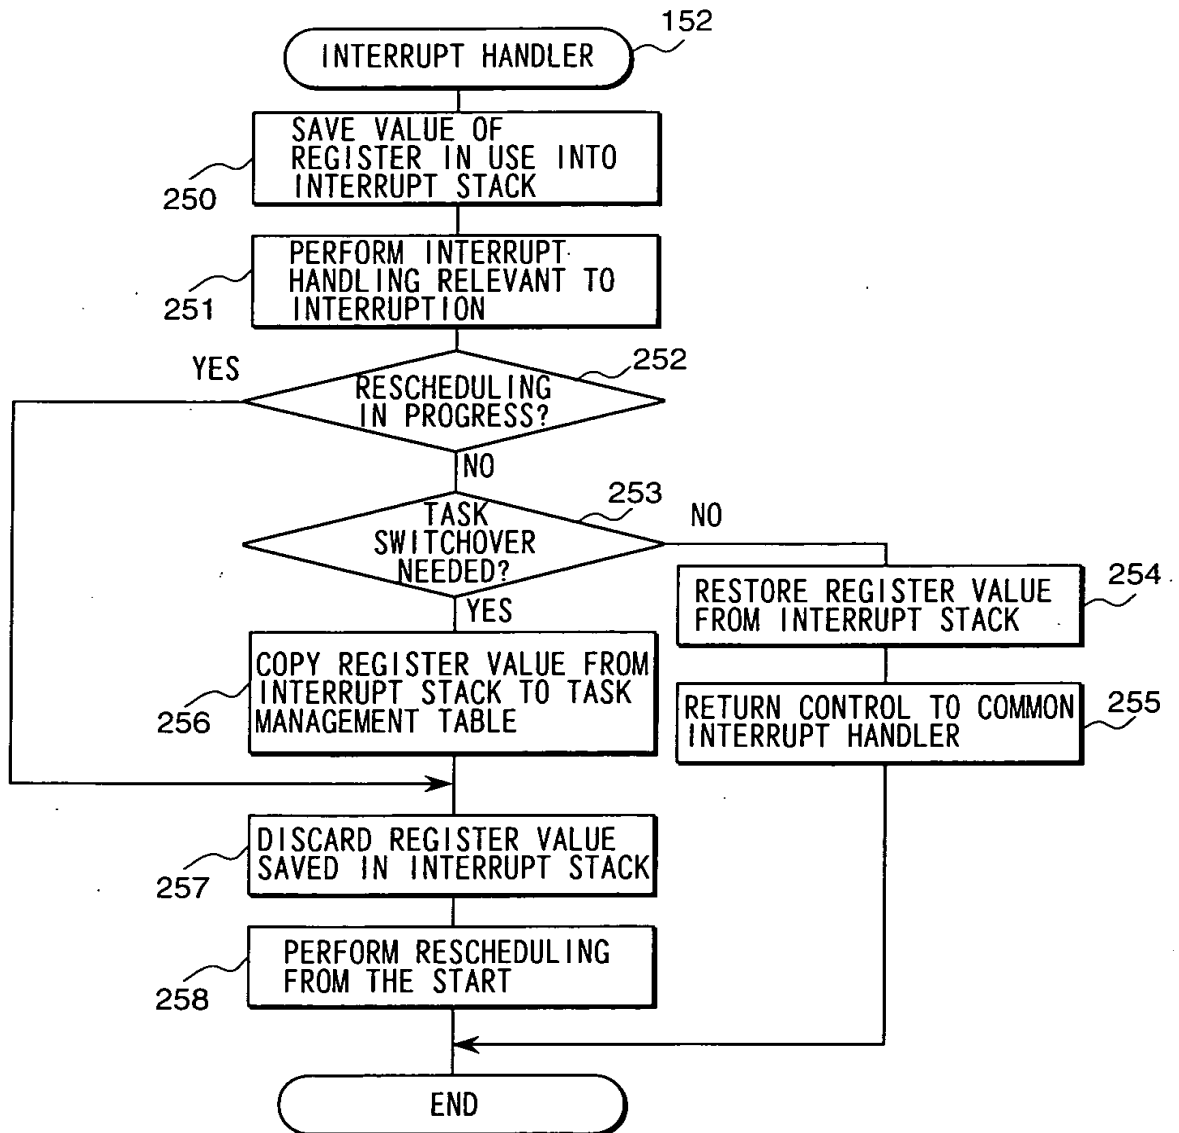 152
INTERRUPT HANDLER
SAVE VALUE OF
REGISTER IN USE INTO
INTERRUPT STACK
250
PERFORM INTERRUPT
HANDLING RELEVANT TO
INTERRUPTION
251
YES
252
RESCHEDULING
IN PROGRESS?
NO
253
TASK
SWITCHOVER
NEEDED?
NO
YES
RESTORE REGISTER VALUE
FROM INTERRUPT STACK
254
COPY REGISTER VALUE FROM
INTERRUPT STACK TO TASK
MANAGEMENT TABLE
256
RETURN CONTROL TO COMMON
INTERRUPT HANDLER
255
DISCARD REGISTER VALUE
SAVED IN INTERRUPT STACK
257
PERFORM RESCHEDULING
FROM THE START
258
END